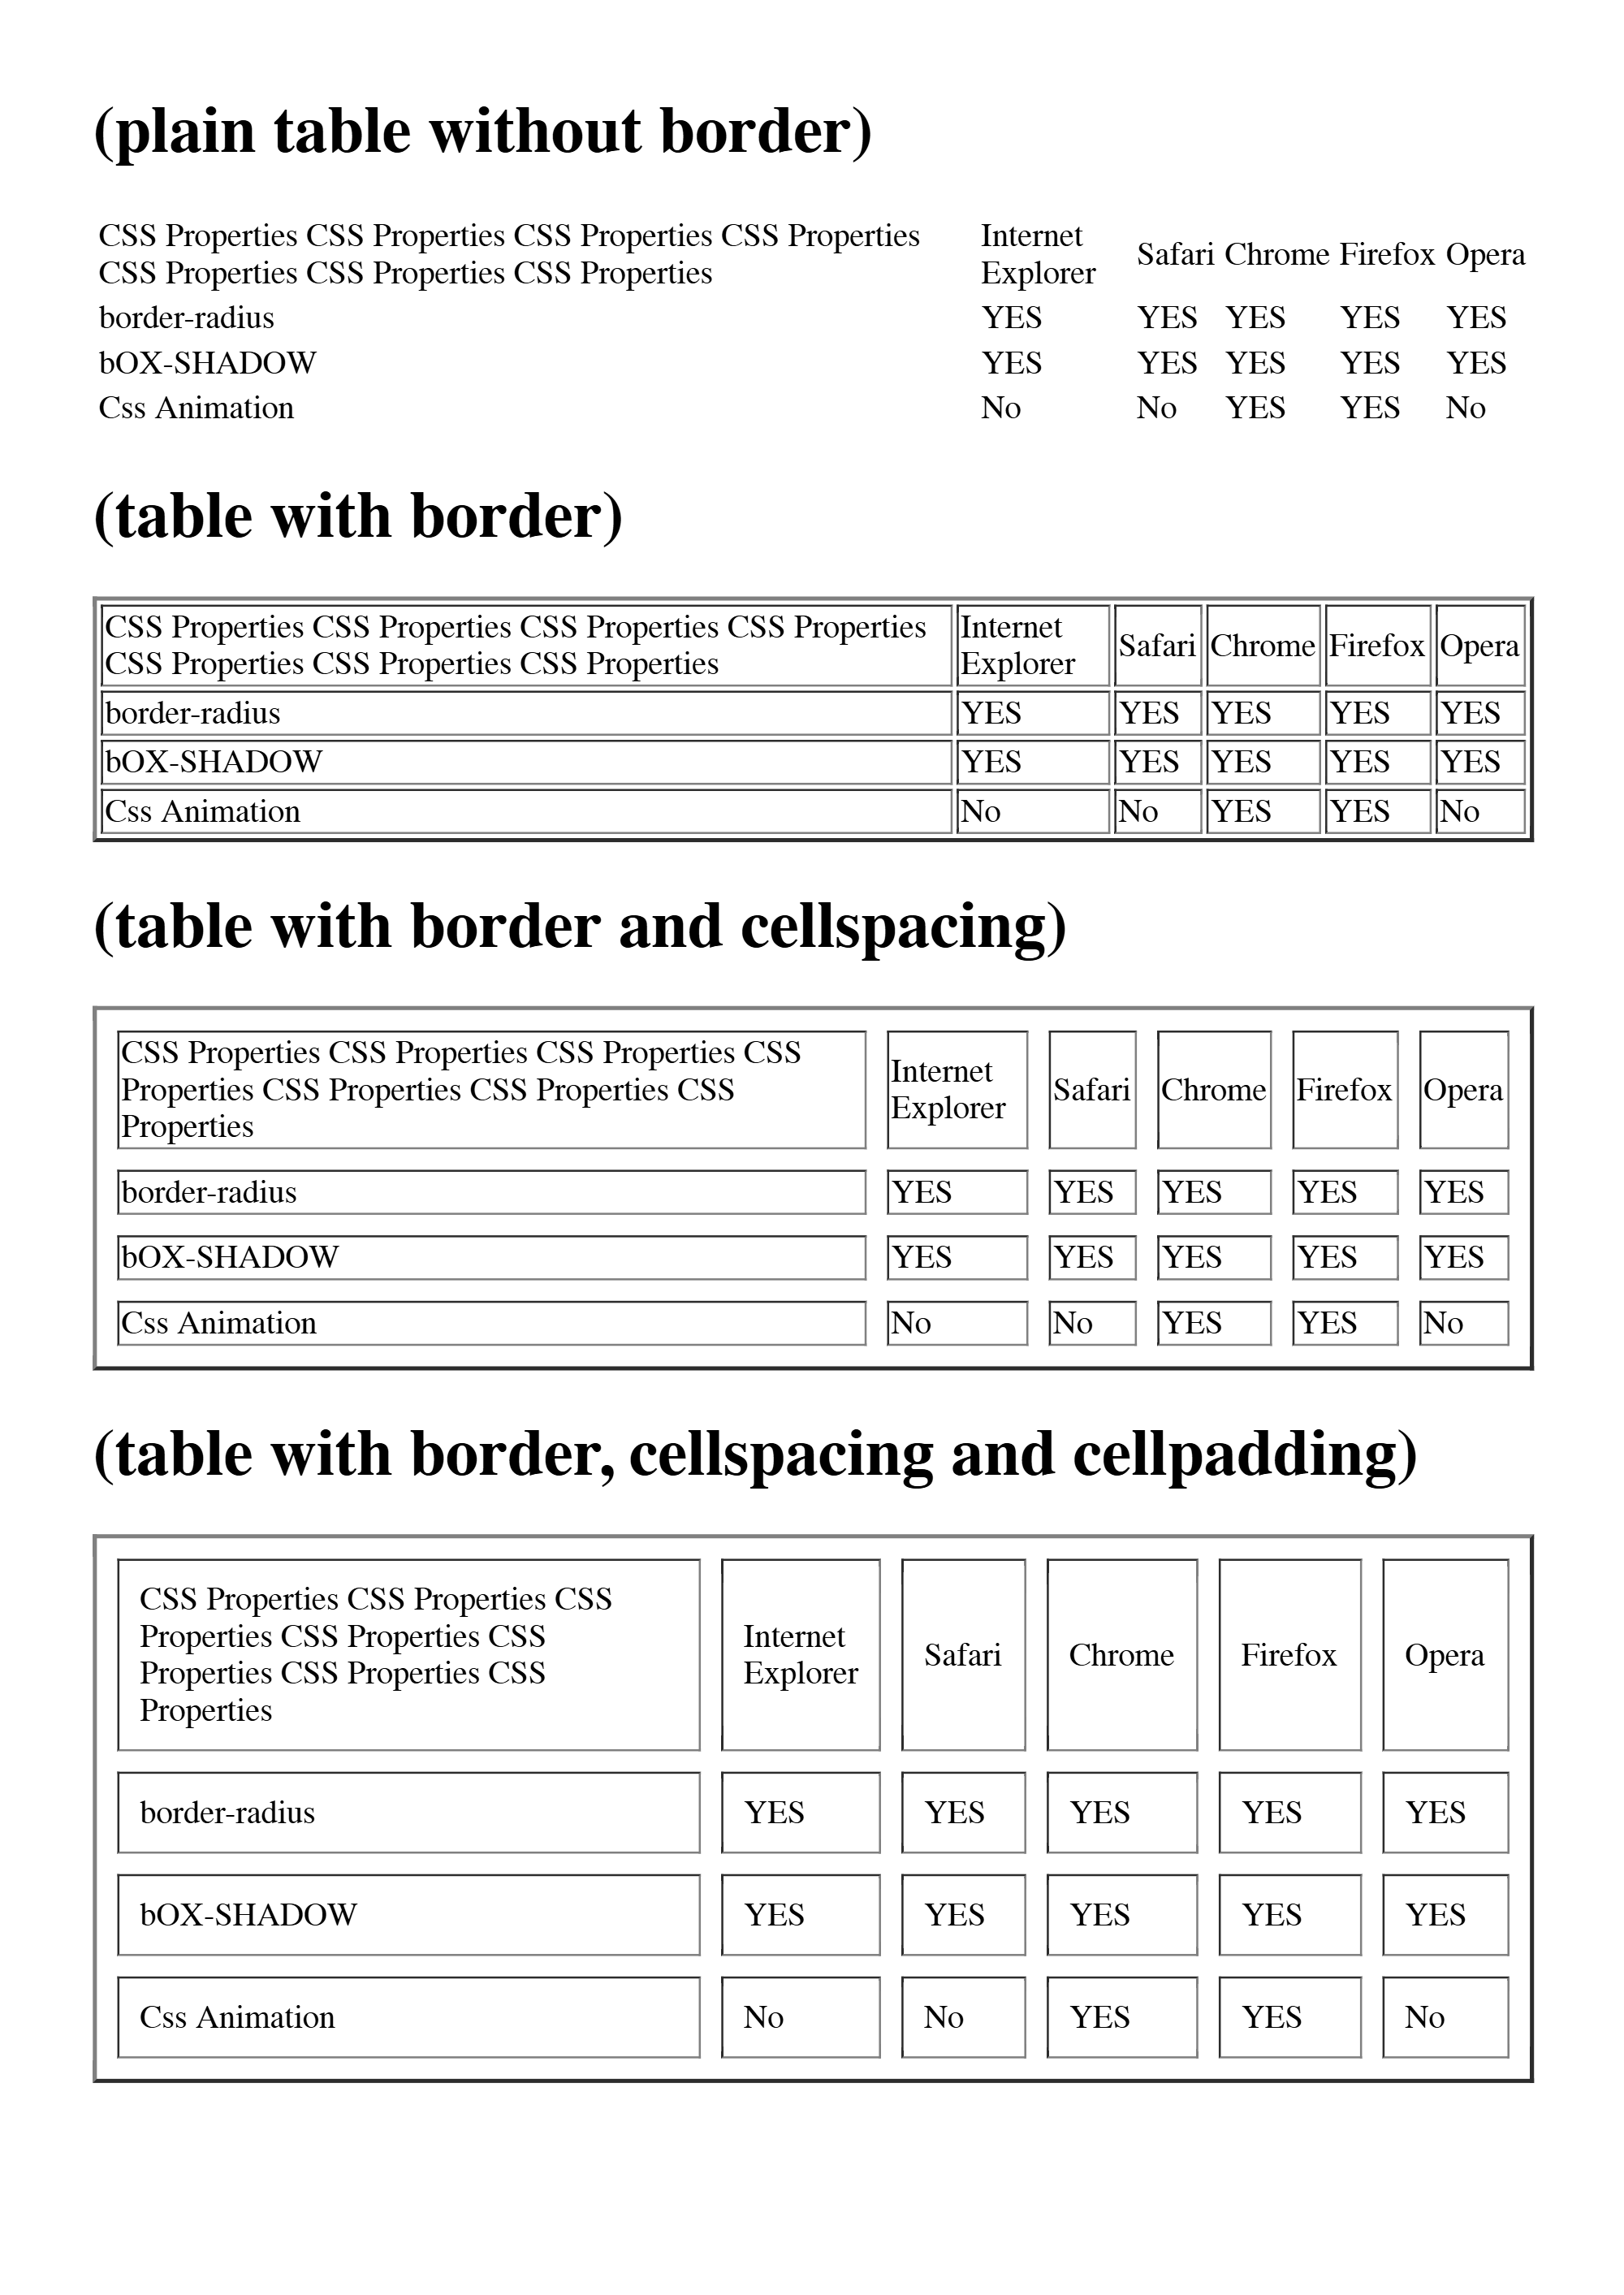 (plain table without border)
CSS Properties CSS Properties CSS Properties CSS Properties
CSS Properties CSS Properties CSS Properties
Internet
Explorer
Safari Chrome Firefox Opera
border-radius YES YES YES YES YES
bOX-SHADOW YES YES YES YES YES
Css Animation No No YES YES No
(table with border)
CSS Properties CSS Properties CSS Properties CSS Properties
CSS Properties CSS Properties CSS Properties
Internet
Explorer
Safari Chrome Firefox Opera
border-radius YES YES YES YES YES
bOX-SHADOW YES YES YES YES YES
Css Animation No No YES YES No
(table with border and cellspacing)
CSS Properties CSS Properties CSS Properties CSS
Properties CSS Properties CSS Properties CSS
Properties
Internet
Explorer
Safari Chrome Firefox Opera
border-radius YES YES YES YES YES
bOX-SHADOW YES YES YES YES YES
Css Animation No No YES YES No
(table with border, cellspacing and cellpadding)
CSS Properties CSS Properties CSS
Properties CSS Properties CSS
Properties CSS Properties CSS
Properties
Internet
Explorer
Safari Chrome Firefox Opera
border-radius YES YES YES YES YES
bOX-SHADOW YES YES YES YES YES
Css Animation No No YES YES No